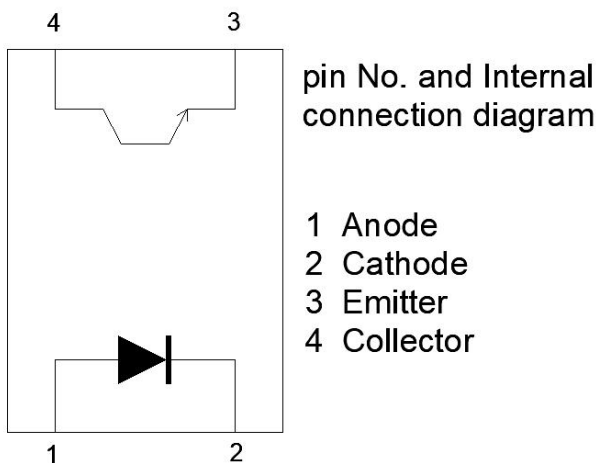 4 3
pin No. and Internal
connection diagram
1 Anode
2 Cathode
3 Emitter
4 Collector
1 2